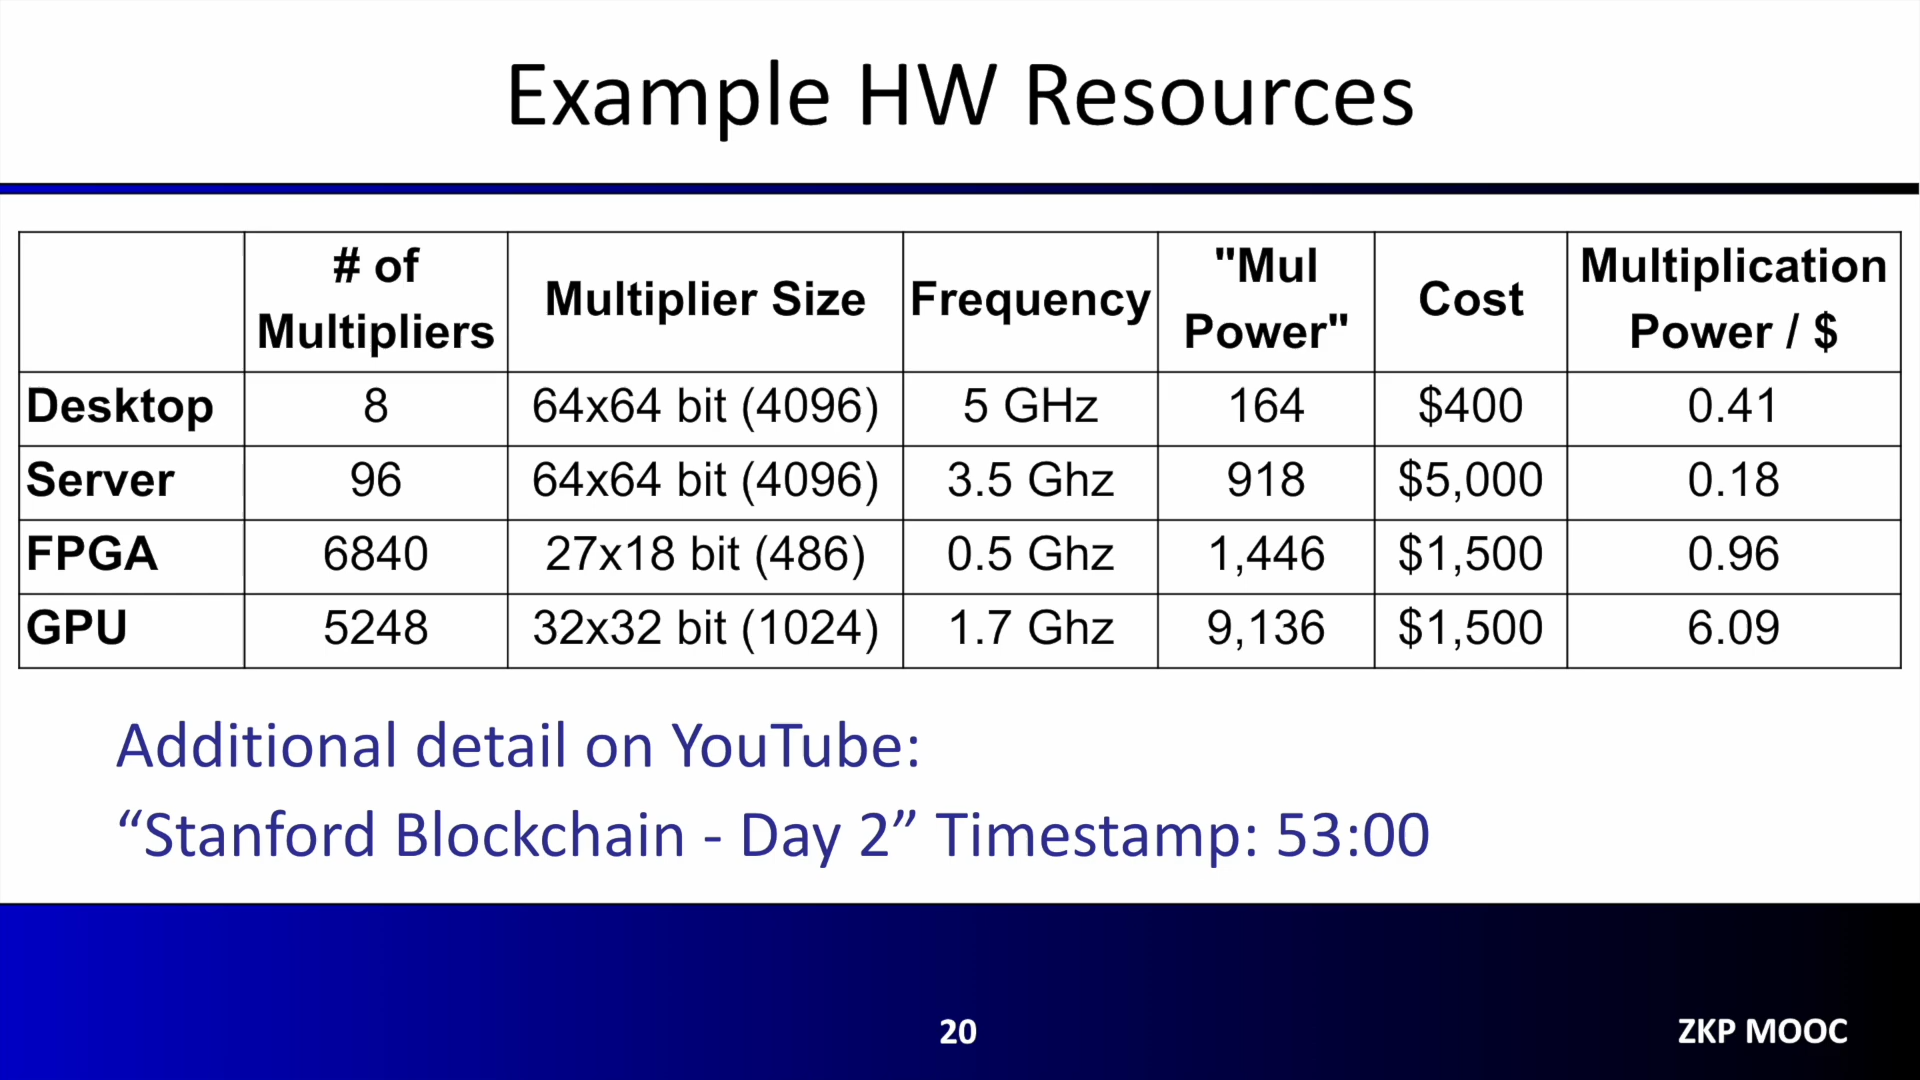 Example HW Resources
# of Multipliers Multiplier Size Frequency "Mul Power" Cost Multiplication Power / $
Desktop 8 64x64 bit (4096) 5 GHz 164 $400 0.41
Server 96 64x64 bit (4096) 3.5 Ghz 918 $5,000 0.18
FPGA 6840 27x18 bit (486) 0.5 Ghz 1,446 $1,500 0.96
GPU 5248 32x32 bit (1024) 1.7 Ghz 9,136 $1,500 6.09
Additional detail on YouTube:
“Stanford Blockchain - Day 2” Timestamp: 53:00
20
ZKP MOOC